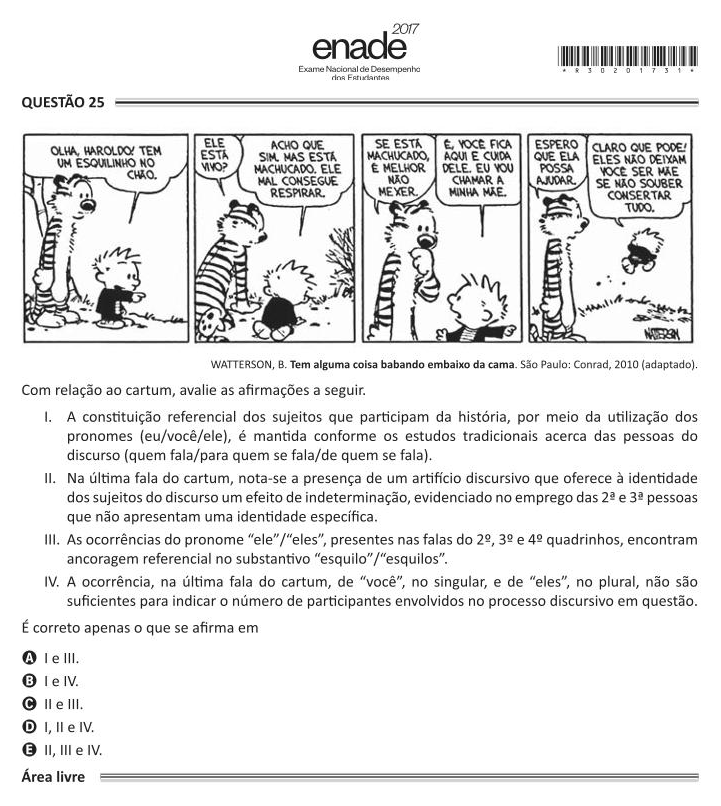 2017
enade
Exame Nacional de Desempenho
dos Estudantes
* R 3 0 2 0 1 7 3 1 *
QUESTÃO 25
OLHA, HAROLDO! TEM
UM ESQUILINHO NO
CHÃO.
ELE
ESTÁ
VIVO?
ACHO QUE
SIM. MAS ESTÁ
MACHUCADO. ELE
MAL CONSEGUE
RESPIRAR.
SE ESTÁ
MACHUCADO,
É MELHOR
NÃO
MEXER.
É, VOCÊ FICA
AQUI E CUIDA
DELE. EU VOU
CHAMAR A
MINHA MÃE.
ESPERO
QUE ELA
POSSA
AJUDAR.
CLARO QUE PODE!
ELES NÃO DEIXAM
VOCÊ SER MÃE
SE NÃO SOUBER
CONSERTAR
TUDO.
WATTERSON
WATTERSON, B. Tem alguma coisa babando embaixo da cama. São Paulo: Conrad, 2010 (adaptado).
Com relação ao cartum, avalie as afirmações a seguir.
I. A constituição referencial dos sujeitos que participam da história, por meio da utilização dos
pronomes (eu/você/ele), é mantida conforme os estudos tradicionais acerca das pessoas do
discurso (quem fala/para quem se fala/de quem se fala).
II. Na última fala do cartum, nota-se a presença de um artifício discursivo que oferece à identidade
dos sujeitos do discurso um efeito de indeterminação, evidenciado no emprego das 2ª e 3ª pessoas
que não apresentam uma identidade específica.
III. As ocorrências do pronome “ele”/“eles”, presentes nas falas do 2º, 3º e 4º quadrinhos, encontram
ancoragem referencial no substantivo “esquilo”/“esquilos”.
IV. A ocorrência, na última fala do cartum, de “você”, no singular, e de “eles”, no plural, não são
suficientes para indicar o número de participantes envolvidos no processo discursivo em questão.
É correto apenas o que se afirma em
A I e III.
B I e IV.
C II e III.
D I, II e IV.
E II, III e IV.
Área livre